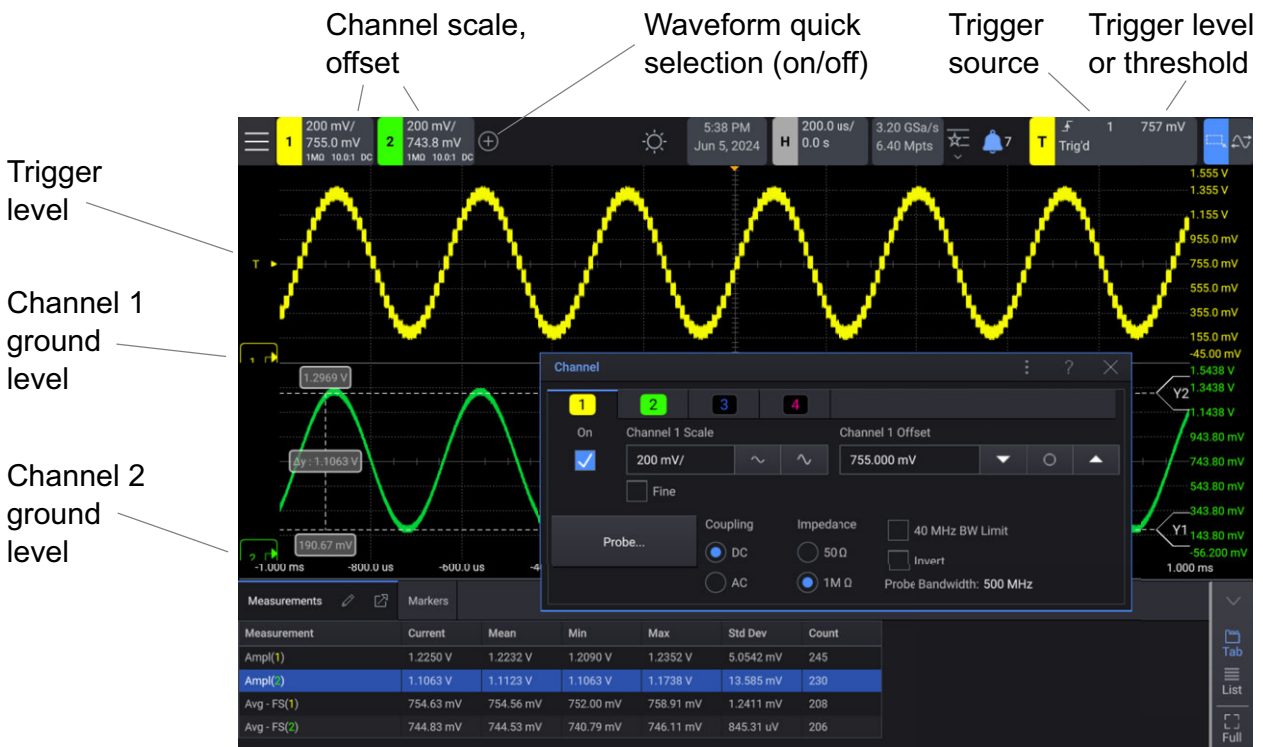 Channel scale,
offset
Waveform quick
selection (on/off)
Trigger
source
Trigger level
or threshold
Trigger
level
Channel 1
ground
level
Channel 2
ground
level
1
200 mV/
755.0 mV
1MΩ 10.0:1 DC
2
200 mV/
743.8 mV
1MΩ 10.0:1 DC
5:38 PM
Jun 5, 2024
H
200.0 us/
0.0 s
3.20 GSa/s
6.40 Mpts
7
T
1
757 mV
Trig'd
T
1.555 V
1.355 V
1.155 V
955.0 mV
755.0 mV
555.0 mV
355.0 mV
155.0 mV
-45.00 mV
1
1.5438 V
1.3438 V
1.1438 V
943.80 mV
743.80 mV
543.80 mV
343.80 mV
143.80 mV
-56.200 mV
Y2
Y1
1.2969 V
Δy : 1.1063 V
190.67 mV
2
-1.000 ms
-800.0 us
-600.0 us
1.000 ms
Channel
?
1
2
3
4
On
Channel 1 Scale
Channel 1 Offset
200 mV/
755.000 mV
Fine
Probe...
Coupling
DC
AC
Impedance
50 Ω
1M Ω
40 MHz BW Limit
Invert
Probe Bandwidth: 500 MHz
Measurements
Markers
Measurement Current Mean Min Max Std Dev Count
Ampl(1) 1.2250 V 1.2232 V 1.2090 V 1.2352 V 5.0542 mV 245
Ampl(2) 1.1063 V 1.1123 V 1.1063 V 1.1738 V 13.585 mV 230
Avg - FS(1) 754.63 mV 754.56 mV 752.00 mV 758.91 mV 1.2411 mV 208
Avg - FS(2) 744.83 mV 744.53 mV 740.79 mV 746.11 mV 845.31 uV 206
Tab
List
Full